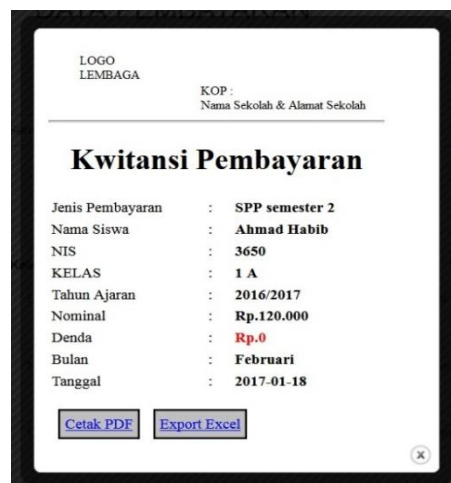 DATA PEMBAYARAN
LOGO
LEMBAGA
KOP :
Nama Sekolah & Alamat Sekolah
Kwitansi Pembayaran
Jenis Pembayaran : SPP semester 2
Nama Siswa : Ahmad Habib
NIS : 3650
KELAS : 1 A
Tahun Ajaran : 2016/2017
Nominal : Rp.120.000
Denda : Rp.0
Bulan : Februari
Tanggal : 2017-01-18
Cetak PDF Export Excel
x